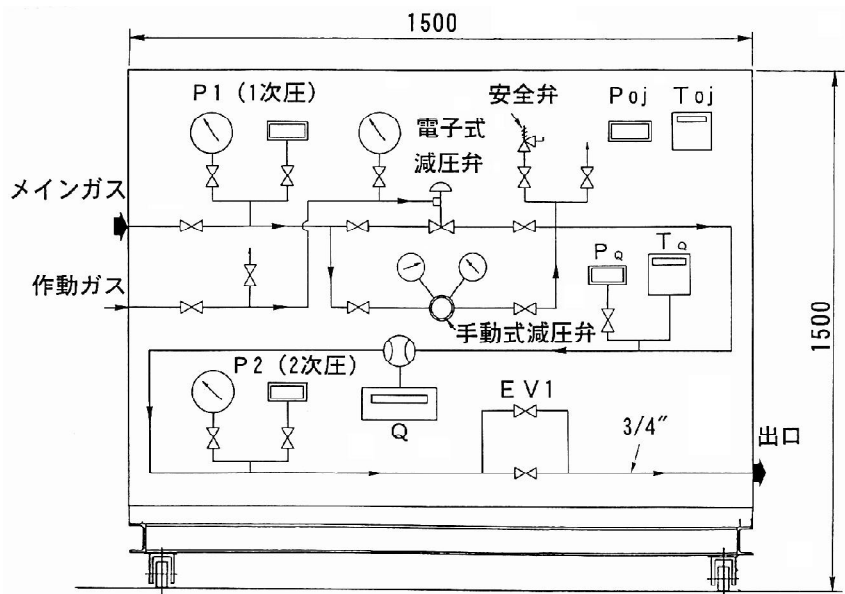 1500
P1（1次圧）
電子式
減圧弁
安全弁
Poj
Toj
メインガス
作動ガス
PQ
TQ
手動式減圧弁
1500
P2（2次圧）
Q
EV1
3/4″
出口